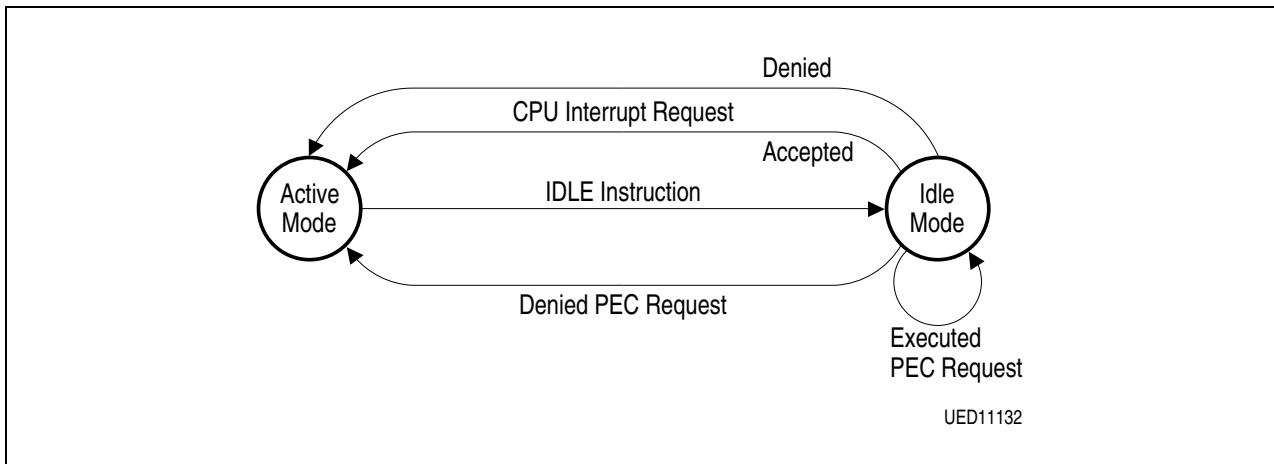 Denied
CPU Interrupt Request
Accepted
Active
Mode
IDLE Instruction
Idle
Mode
Denied PEC Request
Executed
PEC Request
UED11132